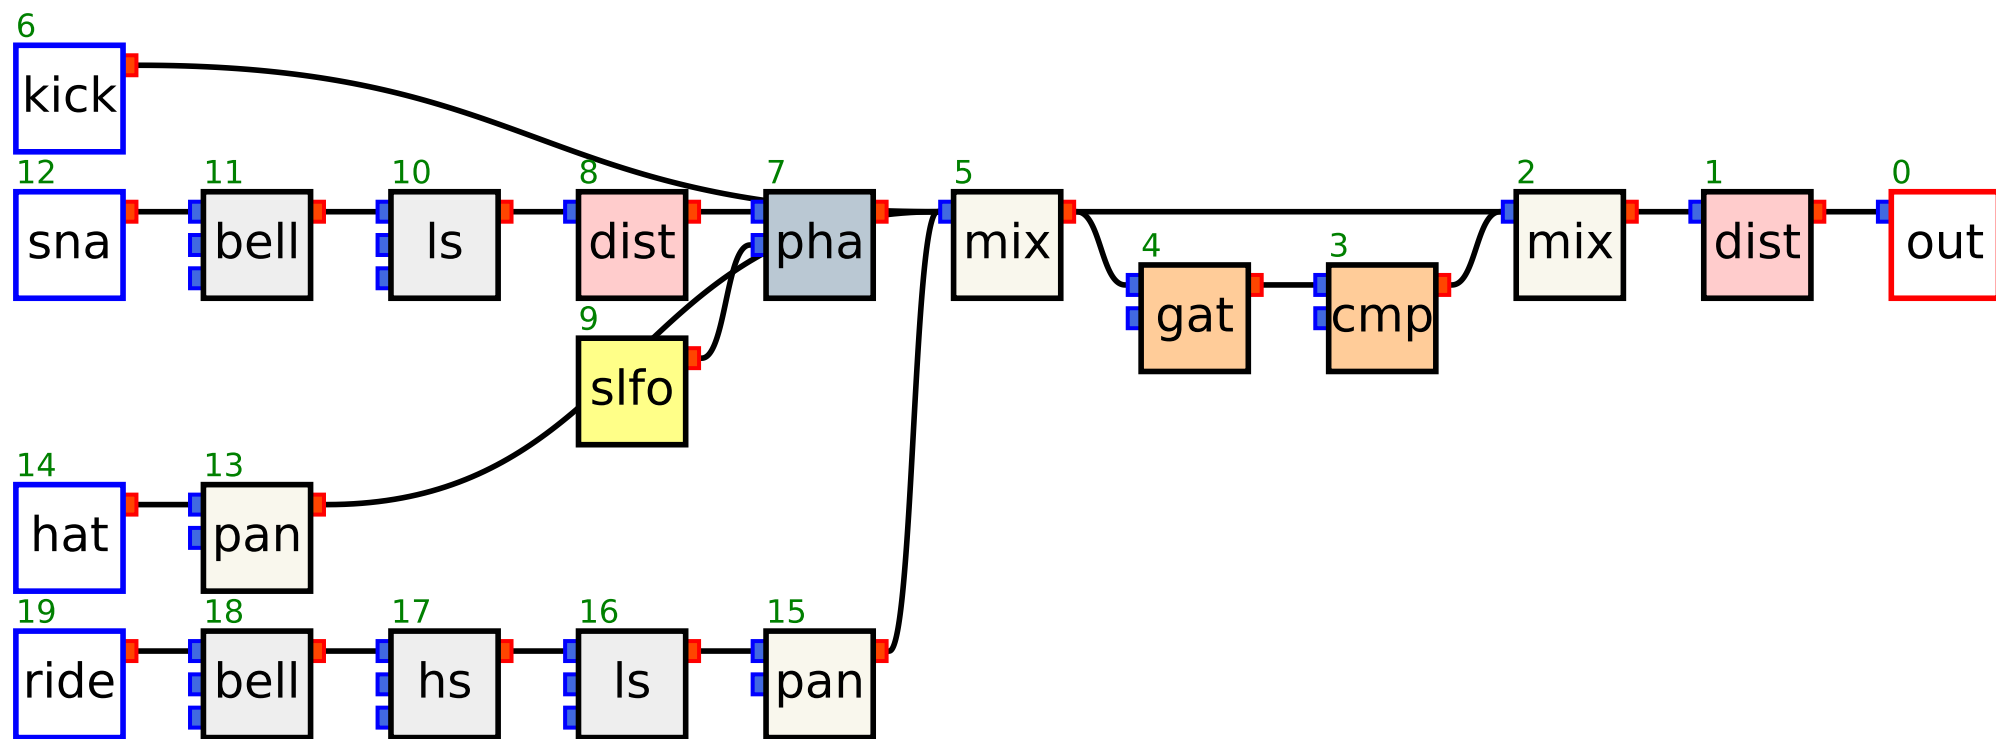 6
kick
12 11 10 8 7 5 2 1 0
sna bell ls dist pha mix mix dist out
4 3
gat cmp
9
slfo
14 13
hat pan
19 18 17 16 15
ride bell hs ls pan